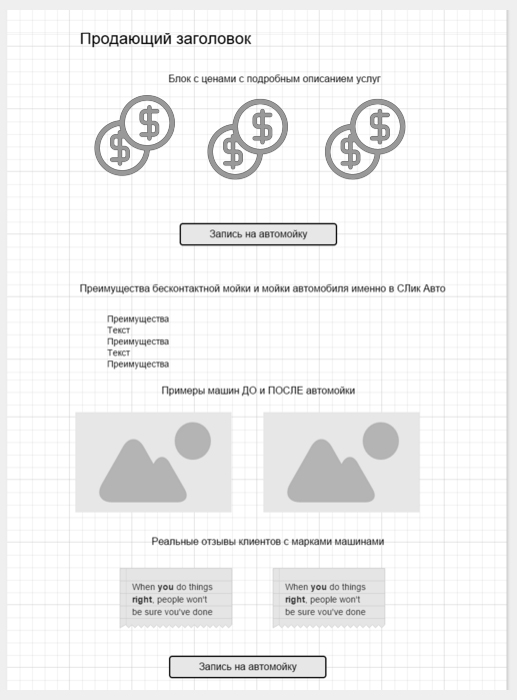 Продающий заголовок
Блок с ценами с подробным описанием услуг
Запись на автомойку
Преимущества бесконтактной мойки и мойки автомобиля именно в СЛик Авто
Преимущества
Текст
Преимущества
Текст
Преимущества
Примеры машин ДО и ПОСЛЕ автомойки
Реальные отзывы клиентов с марками машинами
When you do things
right, people won't
be sure you've done
When you do things
right, people won't
be sure you've done
Запись на автомойку